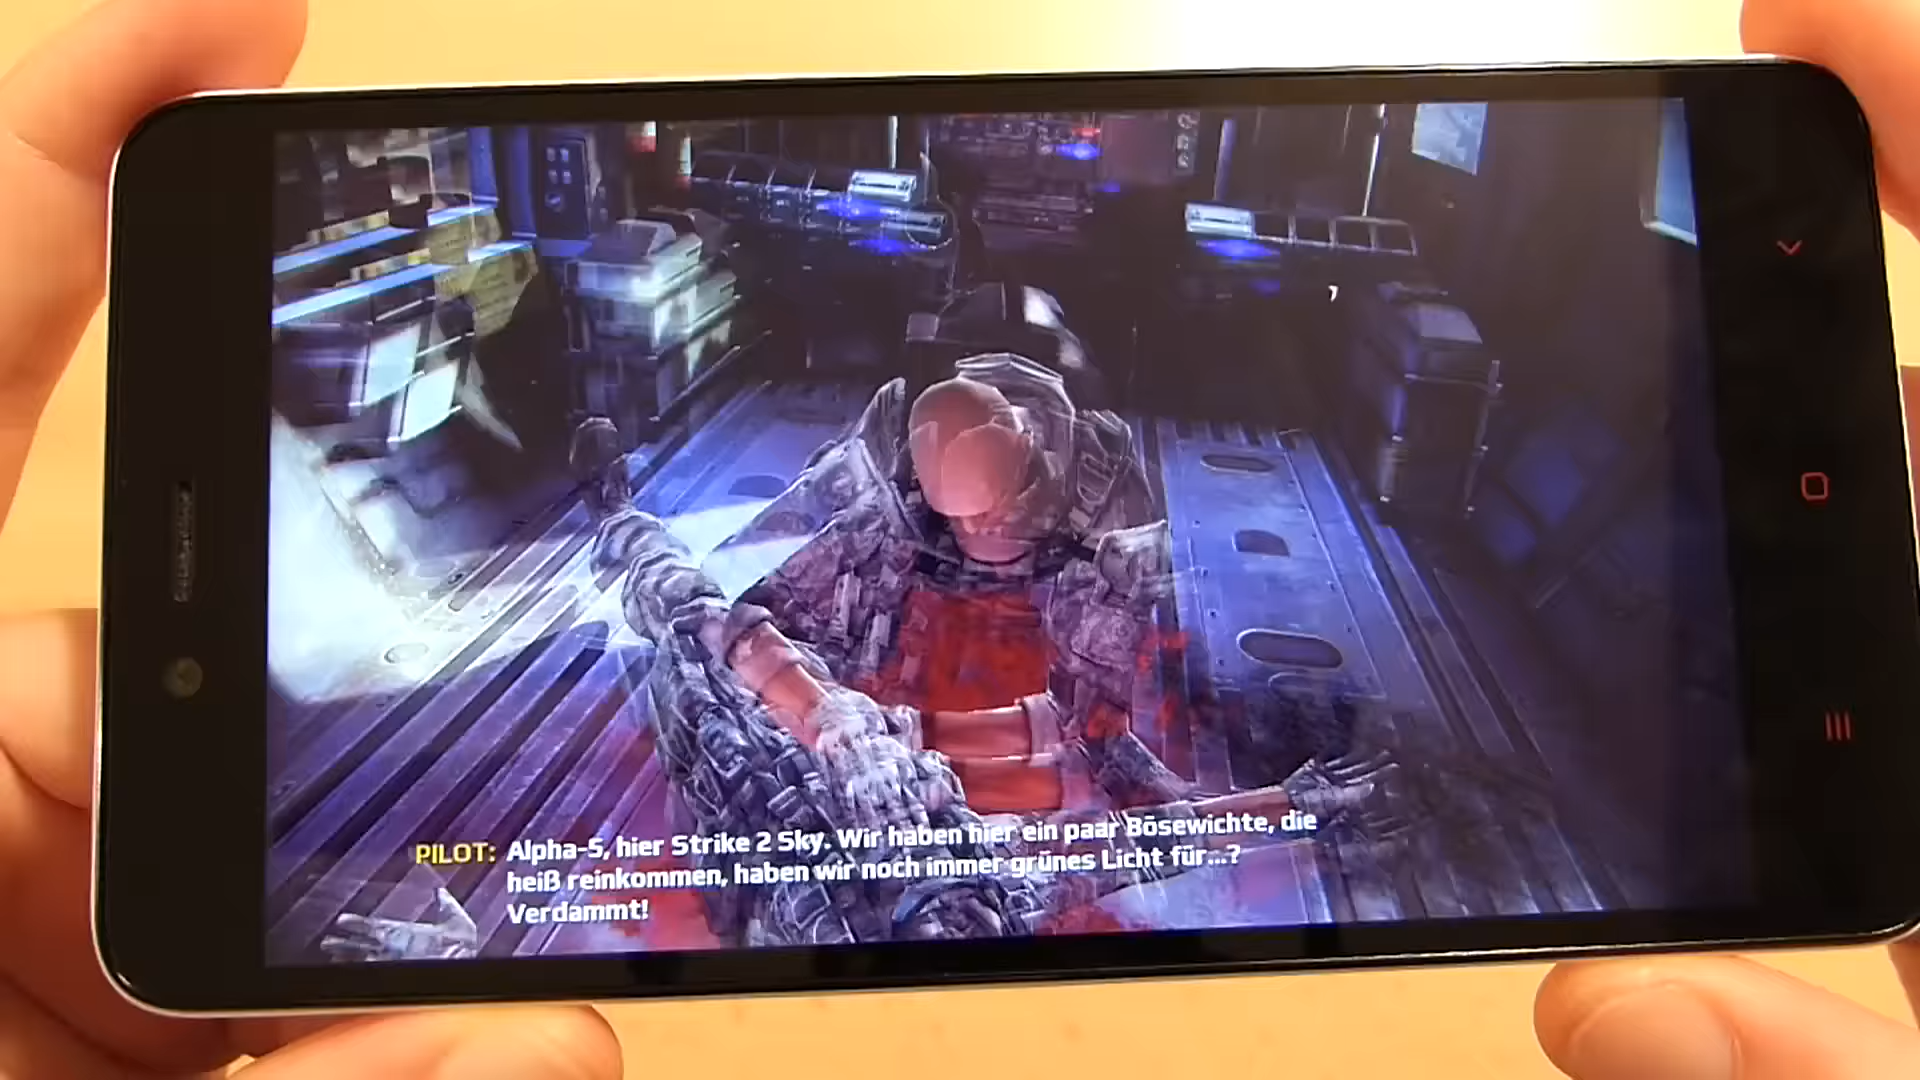 PILOT: Alpha-5, hier Strike 2 Sky. Wir haben hier ein paar Bösewichte, die
heiß reinkommen, haben wir noch immer grünes Licht für...?
Verdammt!